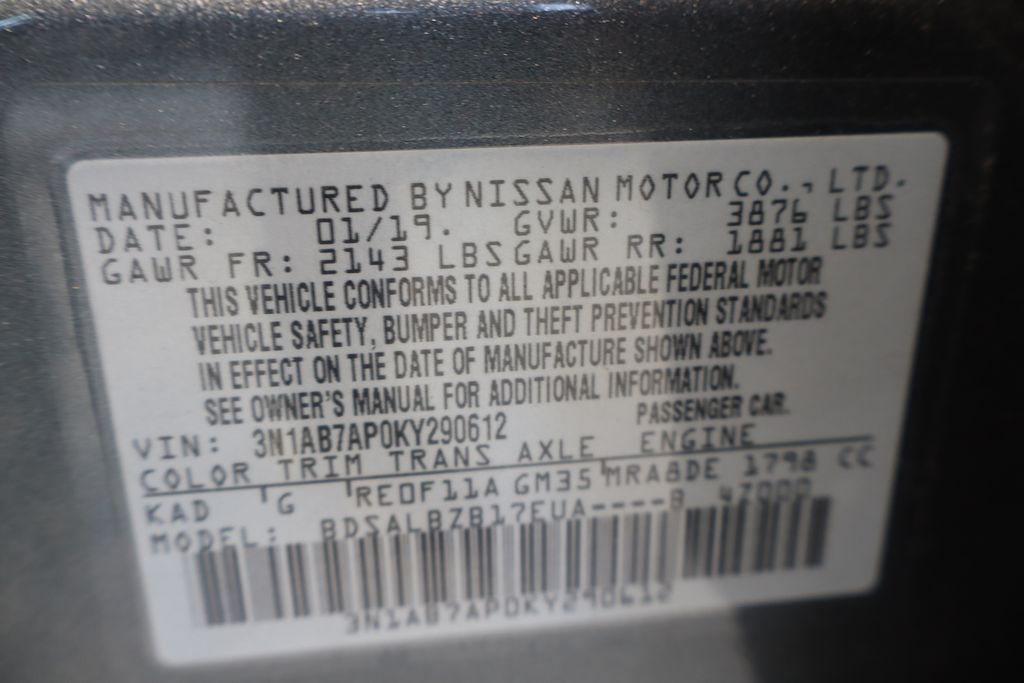 MANUFACTURED BY NISSAN MOTOR CO., LTD.
DATE: 01/19. GVWR: 3876 LBS
GAWR FR: 2143 LBS GAWR RR: 1881 LBS
THIS VEHICLE CONFORMS TO ALL APPLICABLE FEDERAL MOTOR
VEHICLE SAFETY, BUMPER AND THEFT PREVENTION STANDARDS
IN EFFECT ON THE DATE OF MANUFACTURE SHOWN ABOVE.
SEE OWNER'S MANUAL FOR ADDITIONAL INFORMATION.
VIN: 3N1AB7AP0KY290612 PASSENGER CAR.
COLOR TRIM TRANS AXLE ENGINE
KAD G RE0F11A GM35 MRA8DE 1798 CC
MODEL: BDSALBZB17EUA----B 47000
3N1AB7AP0KY290612